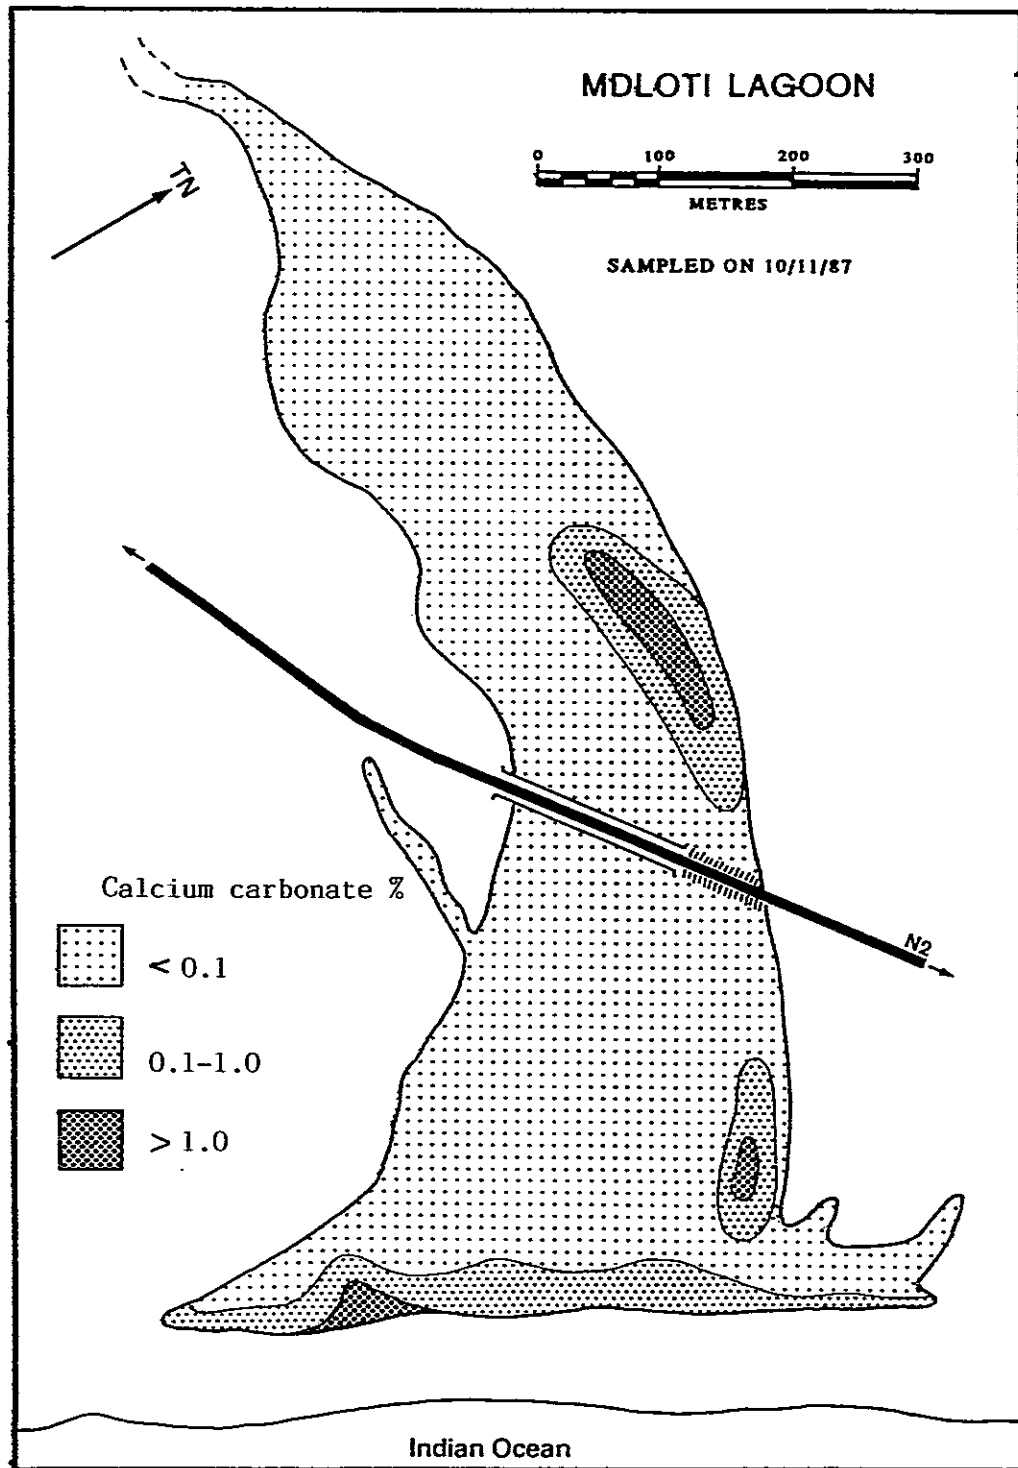 MDLOTI LAGOON
0 100 200 300
METRES
TN
SAMPLED ON 10/11/87
N2
Calcium carbonate %
< 0.1
0.1-1.0
> 1.0
Indian Ocean